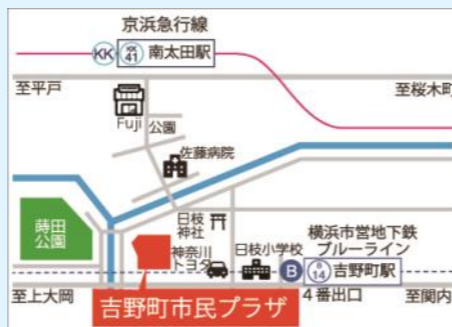 京浜急行線
KK
KK
41
南太田駅
至平戸
至桜木町
Fuji
公園
佐藤病院
蒔田
公園
日枝
神社
神奈川
トヨタ
日枝小学校
横浜市営地下鉄
ブルーライン
B
B
14
吉野町駅
至上大岡
吉野町市民プラザ
4番出口
至関内